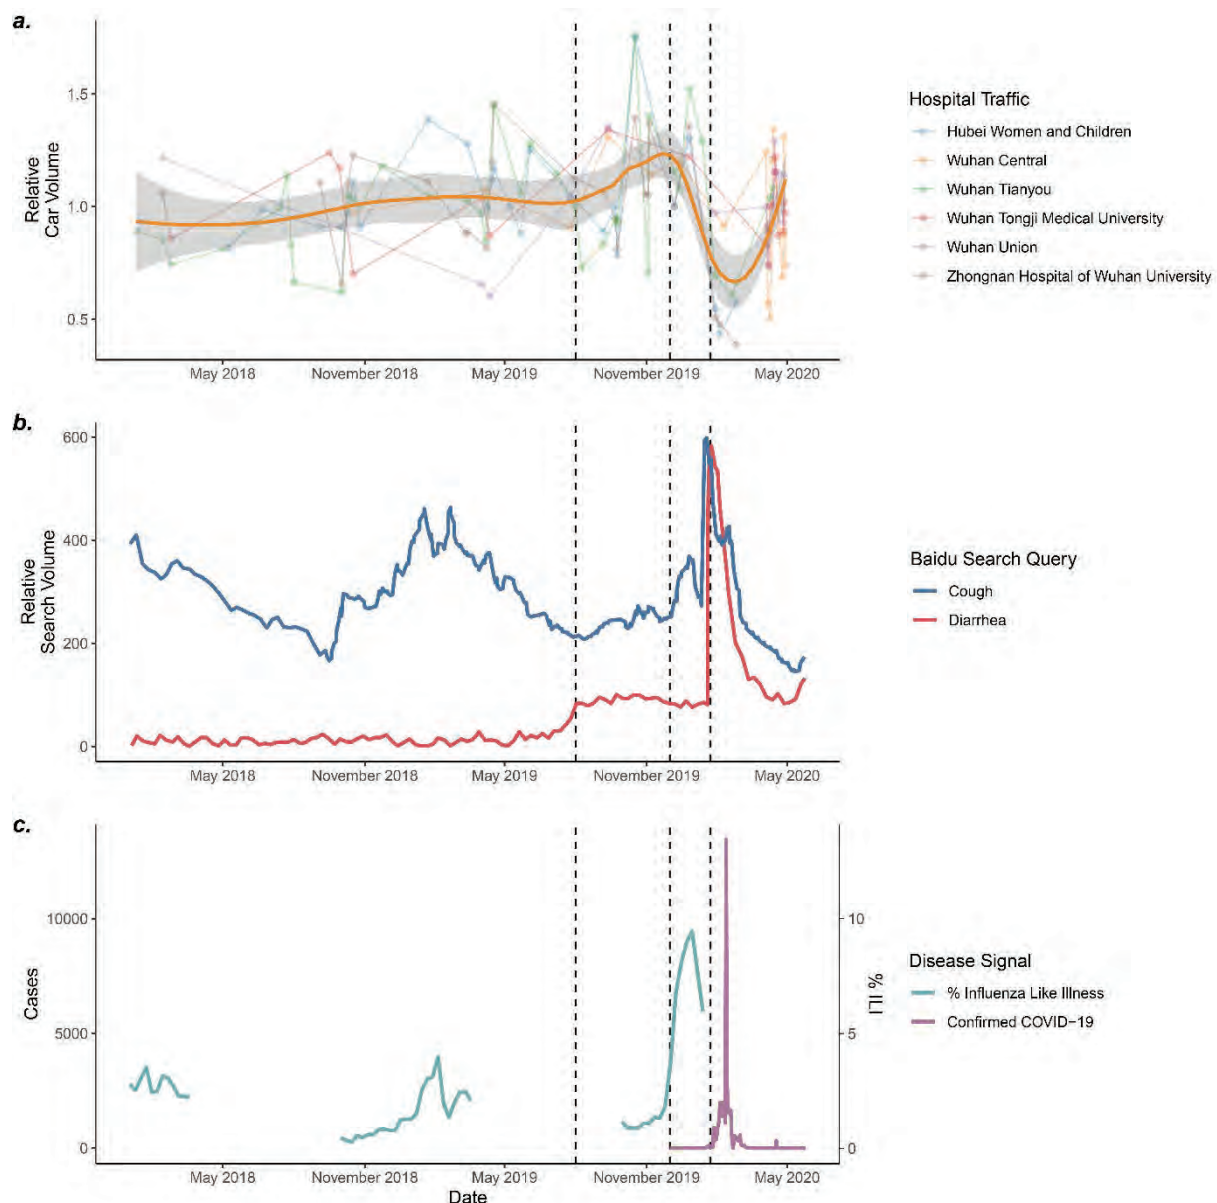 a.
Relative
Car Volume
1.5
1.0
0.5
May 2018
November 2018
May 2019
November 2019
May 2020
Hospital Traffic
Hubei Women and Children
Wuhan Central
Wuhan Tianyou
Wuhan Tongji Medical University
Wuhan Union
Zhongnan Hospital of Wuhan University
b.
Relative
Search Volume
600
400
200
0
May 2018
November 2018
May 2019
November 2019
May 2020
Baidu Search Query
Cough
Diarrhea
c.
Cases
10000
5000
0
10
5
0
% ILI
May 2018
November 2018
May 2019
November 2019
May 2020
Date
Disease Signal
% Influenza Like Illness
Confirmed COVID−19